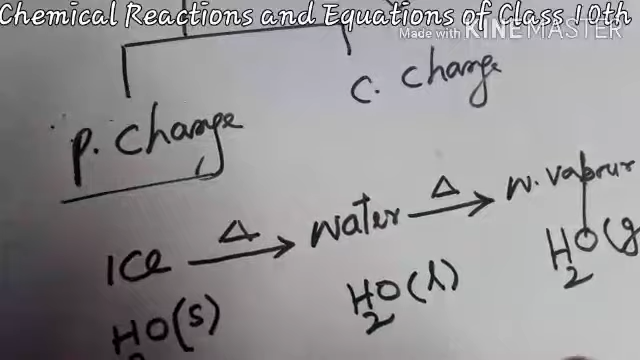 Chemical Reactions and Equations of Class 10th
Made with KINEMASTER
P. Change
C. Change
ICe Δ→ Water Δ→ W. Vapour
H2O(s) H2O(l) H2O(g